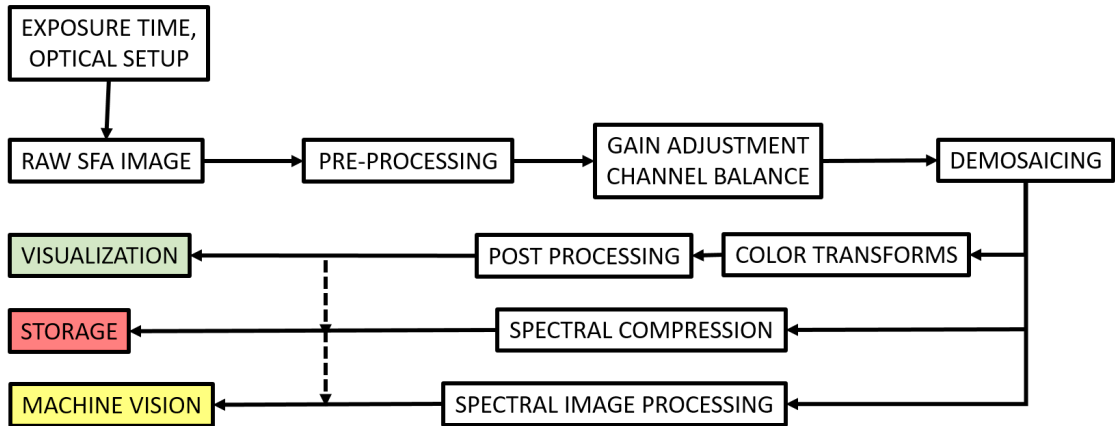 EXPOSURE TIME,
OPTICAL SETUP
RAW SFA IMAGE
PRE-PROCESSING
GAIN ADJUSTMENT
CHANNEL BALANCE
DEMOSAICING
VISUALIZATION
POST PROCESSING
COLOR TRANSFORMS
STORAGE
SPECTRAL COMPRESSION
MACHINE VISION
SPECTRAL IMAGE PROCESSING